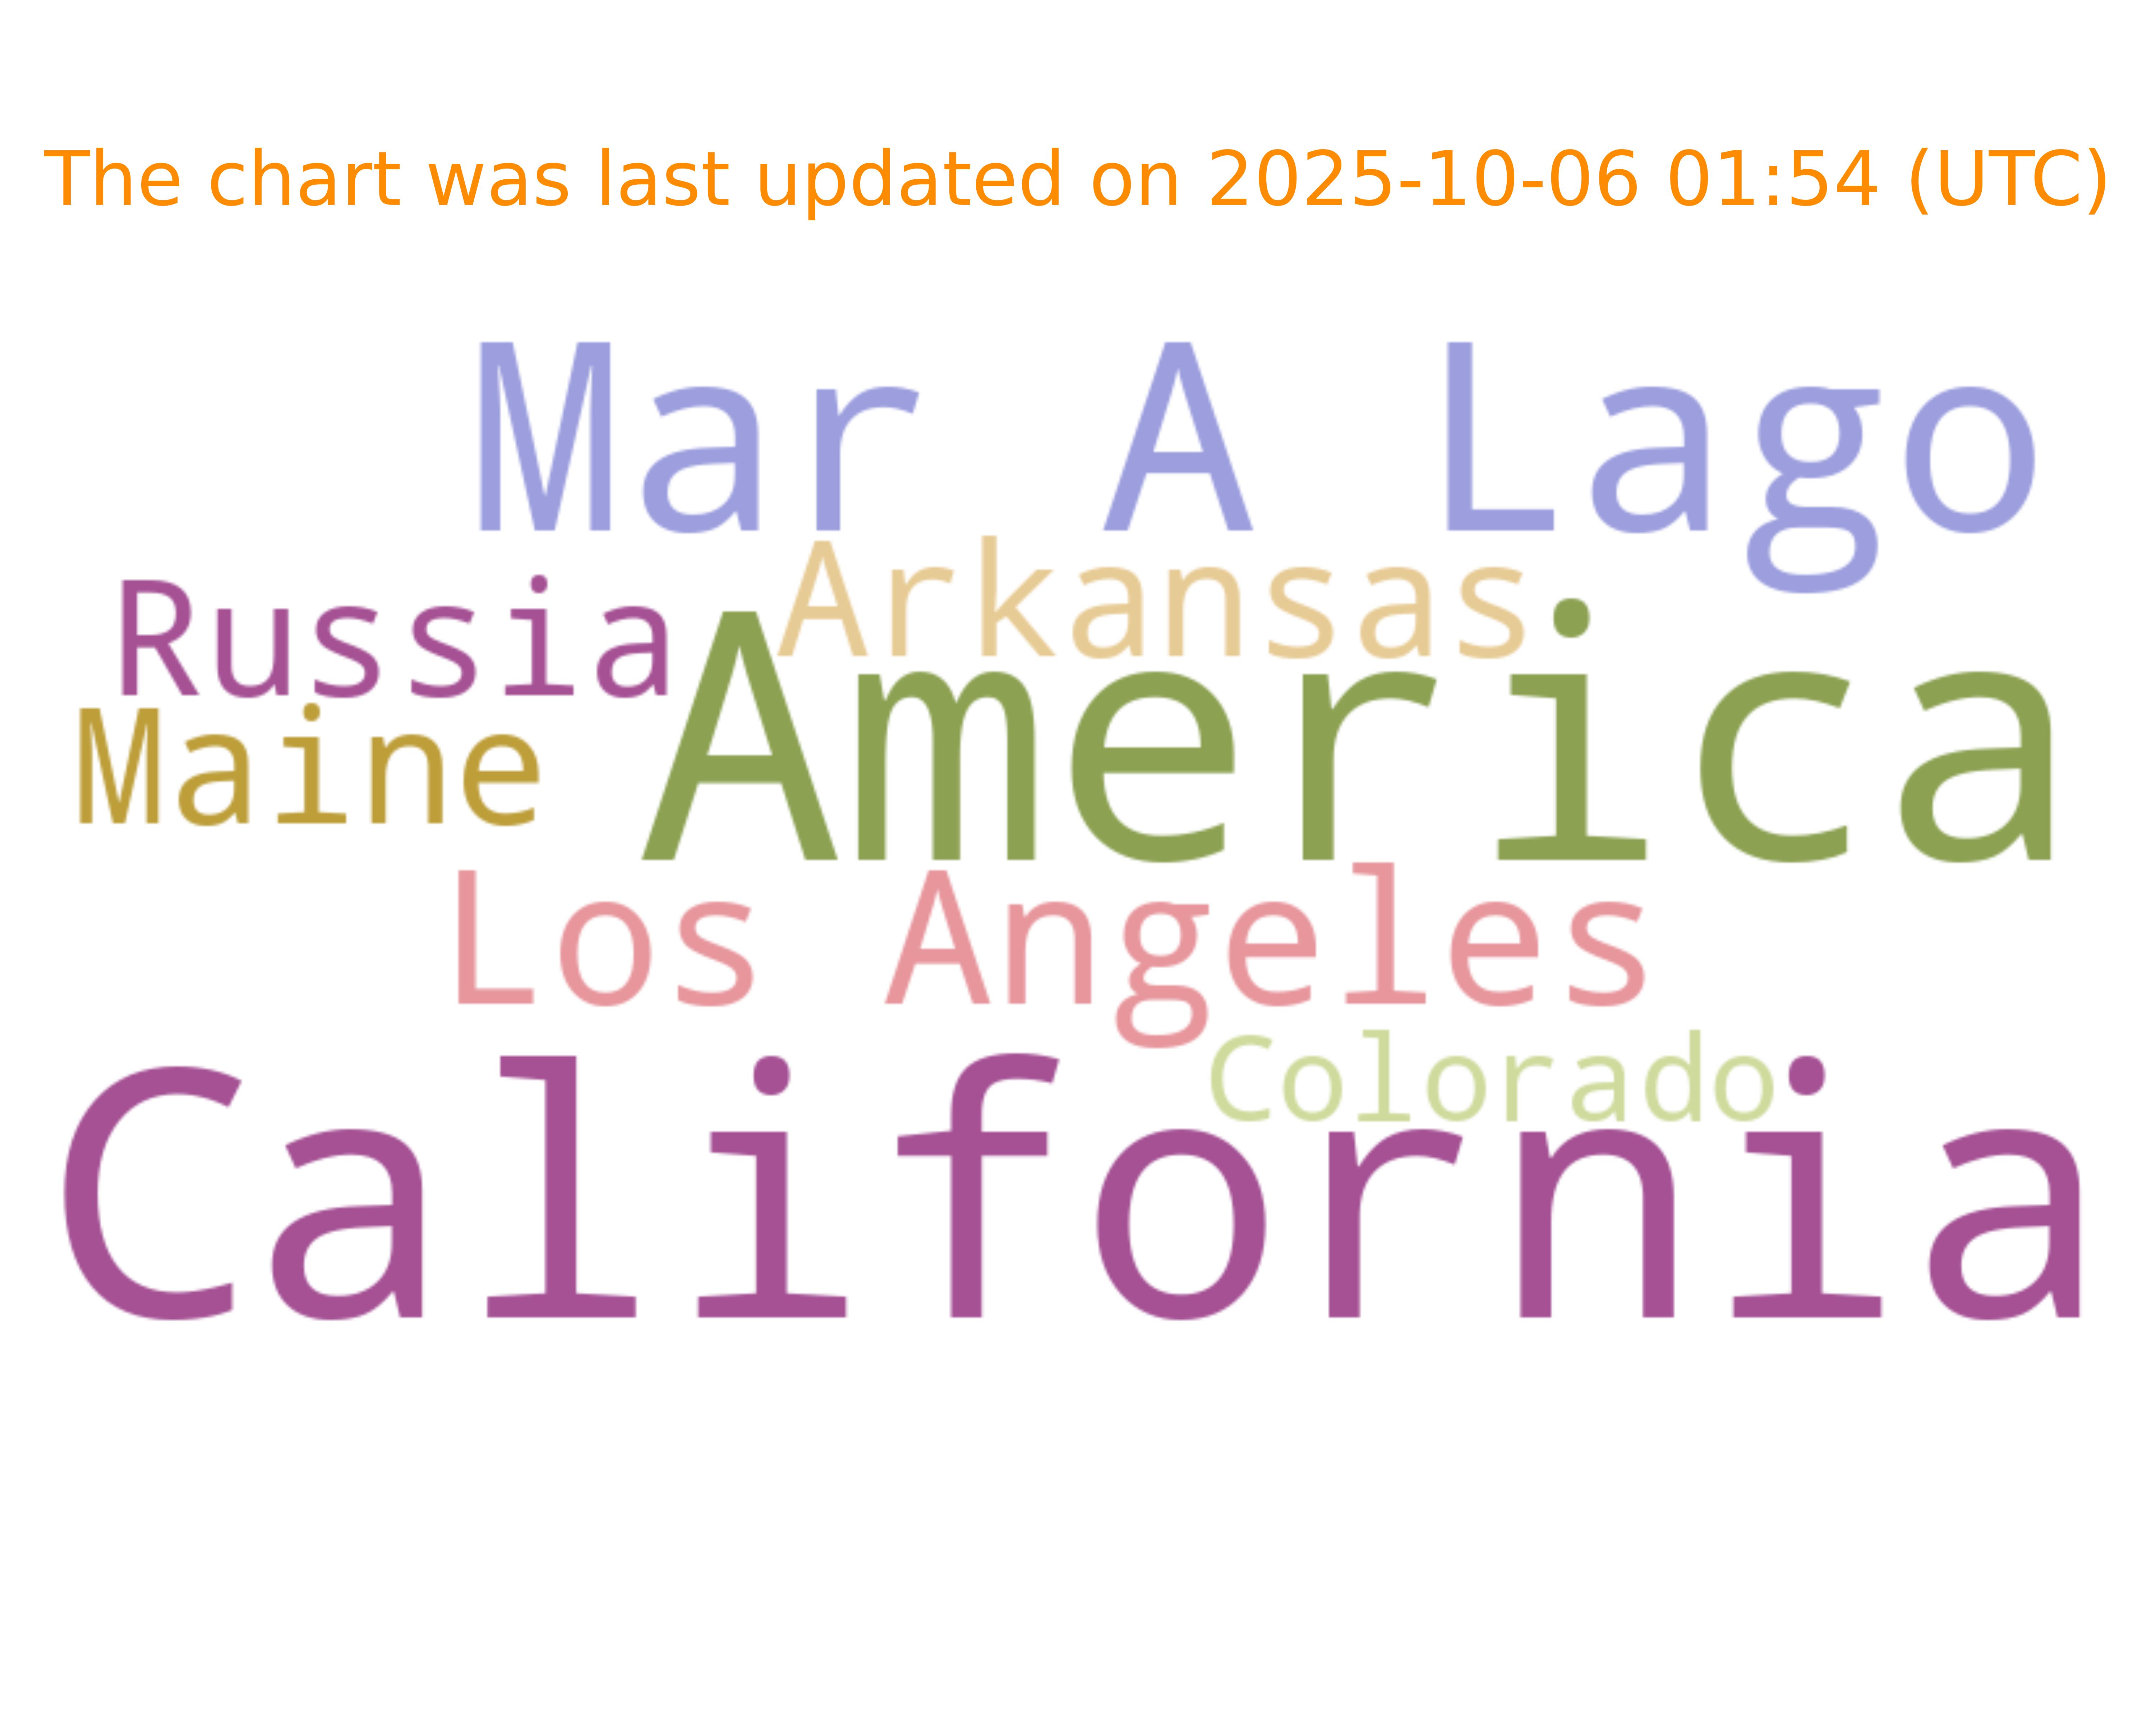 The chart was last updated on 2025-10-06 01:54 (UTC)
Mar A Lago
Arkansas
Russia
America
Maine
Los Angeles
Colorado
California